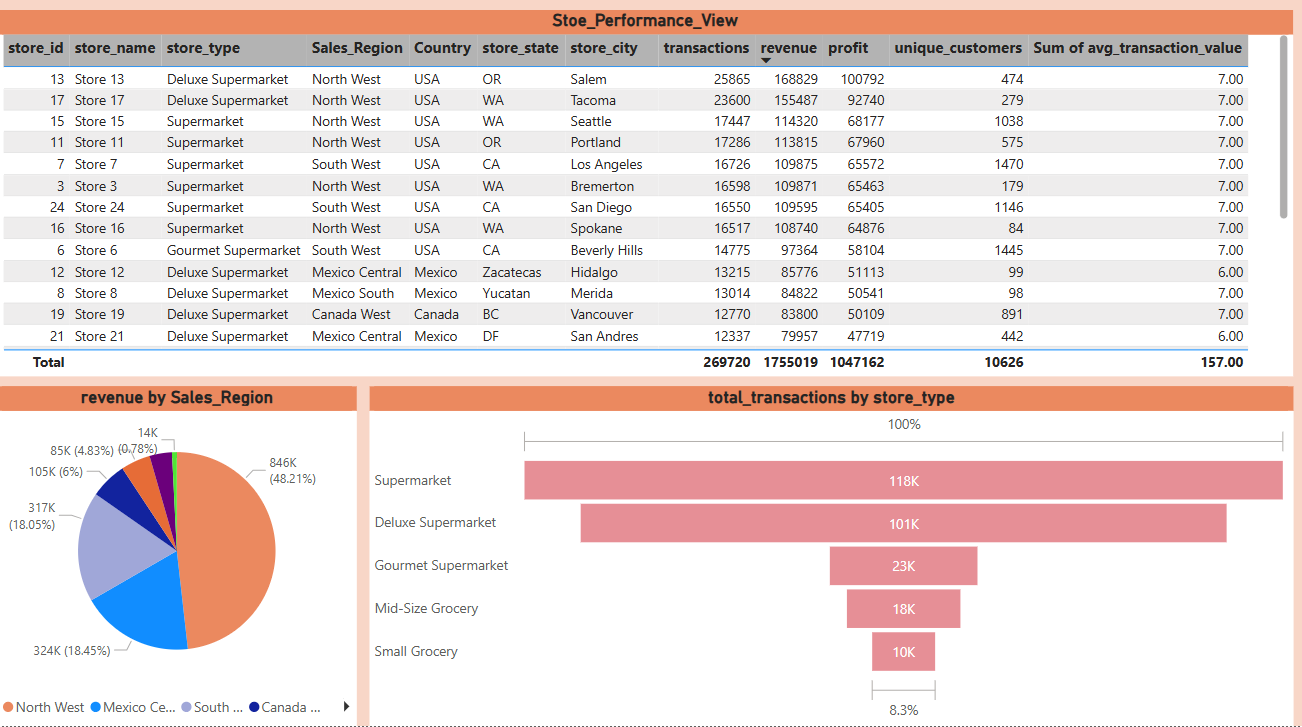 Stoe_Performance_View
store_id store_name store_type Sales_Region Country store_state store_city transactions revenue profit unique_customers Sum of avg_transaction_value
13 Store 13 Deluxe Supermarket North West USA OR Salem 25865 168829 100792 474 7.00
17 Store 17 Deluxe Supermarket North West USA WA Tacoma 23600 155487 92740 279 7.00
15 Store 15 Supermarket North West USA WA Seattle 17447 114320 68177 1038 7.00
11 Store 11 Supermarket North West USA OR Portland 17286 113815 67960 575 7.00
7 Store 7 Supermarket South West USA CA Los Angeles 16726 109875 65572 1470 7.00
3 Store 3 Supermarket North West USA WA Bremerton 16598 109871 65463 179 7.00
24 Store 24 Supermarket South West USA CA San Diego 16550 109595 65405 1146 7.00
16 Store 16 Supermarket North West USA WA Spokane 16517 108740 64876 84 7.00
6 Store 6 Gourmet Supermarket South West USA CA Beverly Hills 14775 97364 58104 1445 7.00
12 Store 12 Deluxe Supermarket Mexico Central Mexico Zacatecas Hidalgo 13215 85776 51113 99 6.00
8 Store 8 Deluxe Supermarket Mexico South Mexico Yucatan Merida 13014 84822 50541 98 7.00
19 Store 19 Deluxe Supermarket Canada West Canada BC Vancouver 12770 83800 50109 891 7.00
21 Store 21 Deluxe Supermarket Mexico Central Mexico DF San Andres 12337 79957 47719 442 6.00
Total 269720 1755019 1047162 10626 157.00
revenue by Sales_Region
14K
(0.78%)
85K (4.83%)
105K (6%)
317K
(18.05%)
324K (18.45%)
846K
(48.21%)
North West Mexico Ce... South ... Canada ...
total_transactions by store_type
100%
Supermarket 118K
Deluxe Supermarket 101K
Gourmet Supermarket 23K
Mid-Size Grocery 18K
Small Grocery 10K
8.3%